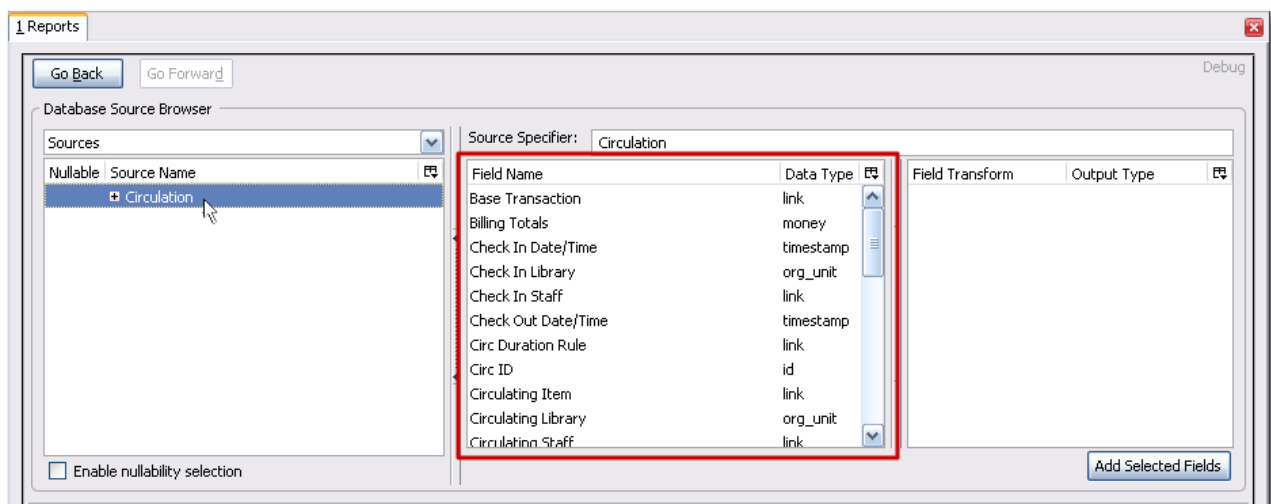 1 Reports
Go Back Go Forward Debug
Database Source Browser
Sources
Source Specifier: Circulation
Nullable Source Name
Circulation
Field Name Data Type
Base Transaction link
Billing Totals money
Check In Date/Time timestamp
Check In Library org_unit
Check In Staff link
Check Out Date/Time timestamp
Circ Duration Rule link
Circ ID id
Circulating Item link
Circulating Library org_unit
Circulating Staff link
Field Transform Output Type
Enable nullability selection
Add Selected Fields